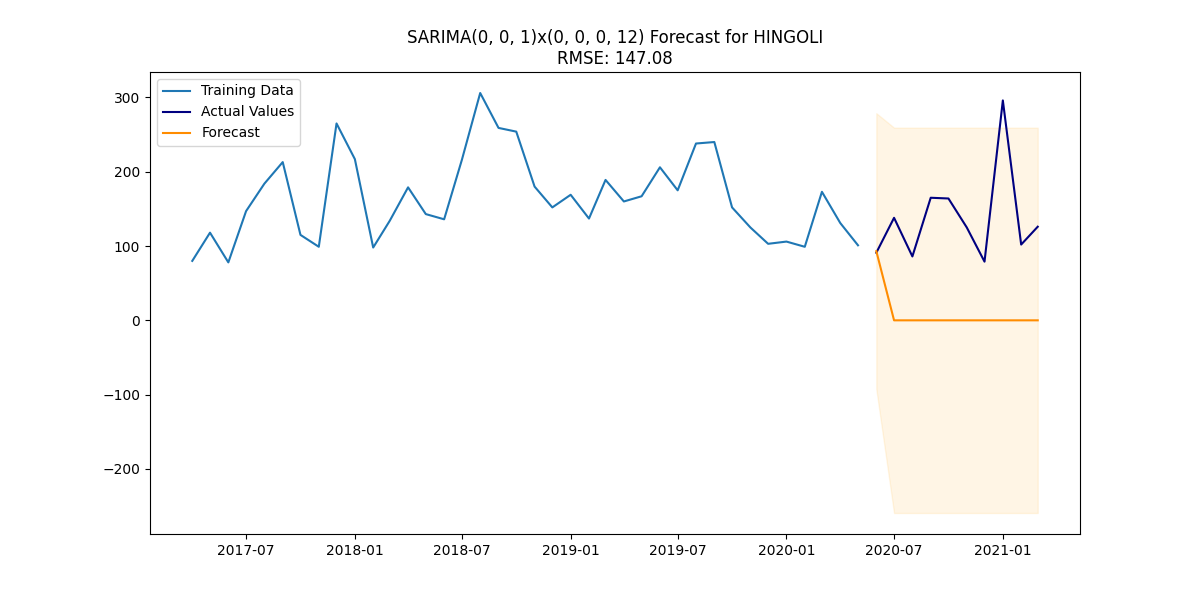 SARIMA(0, 0, 1)x(0, 0, 0, 12) Forecast for HINGOLI
RMSE: 147.08
Training Data
Actual Values
Forecast
300
200
100
0
−100
−200
2017-07
2018-01
2018-07
2019-01
2019-07
2020-01
2020-07
2021-01